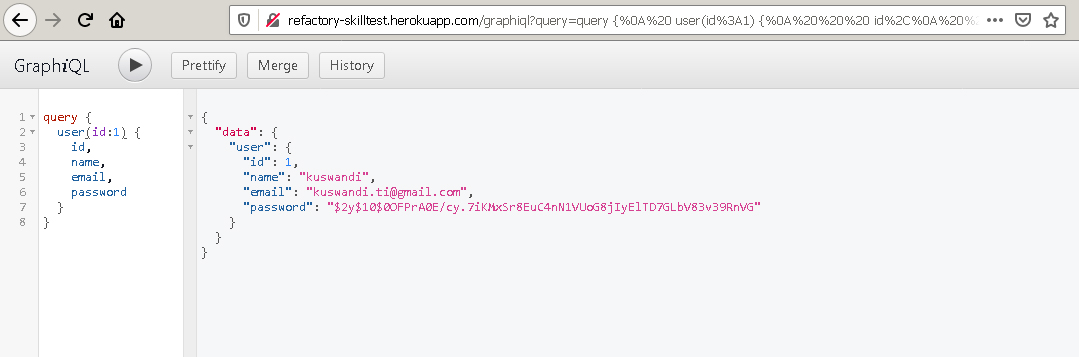 refactory-skilltest.herokuapp.com/graphiql?query=query {%0A%20 user(id%3A1) {%0A%20%20%20 id%2C%0A%20%2
GraphiQL Prettify Merge History
1 query {
2 user(id:1) {
3 id,
4 name,
5 email,
6 password
7 }
8 }
{
"data": {
"user": {
"id": 1,
"name": "kuswandi",
"email": "kuswandi.ti@gmail.com",
"password": "$2y$10$0OFPrA0E/cy.7iKMxSr8EuC4nN1VUoG8jIyElTD7GLbV83v39RnVG"
}
}
}